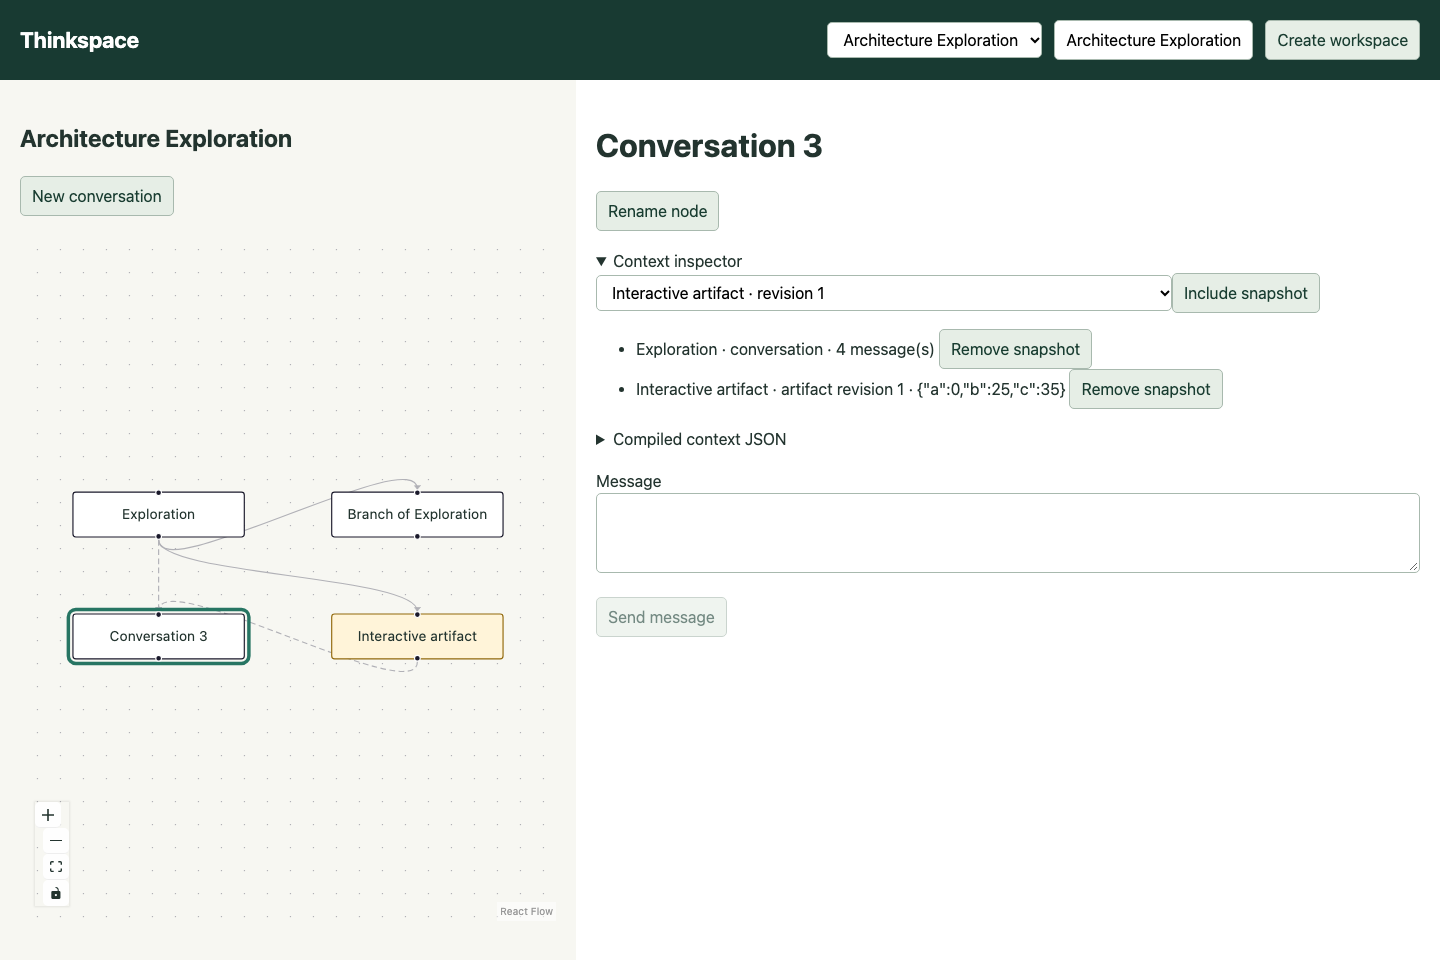 Thinkspace
Architecture Exploration
Architecture Exploration
Create workspace
Architecture Exploration
New conversation
Exploration
Branch of Exploration
Conversation 3
Interactive artifact
React Flow
Conversation 3
Rename node
Context inspector
Interactive artifact · revision 1
Include snapshot
Exploration · conversation · 4 message(s) Remove snapshot
Interactive artifact · artifact revision 1 · {"a":0,"b":25,"c":35} Remove snapshot
Compiled context JSON
Message
Send message